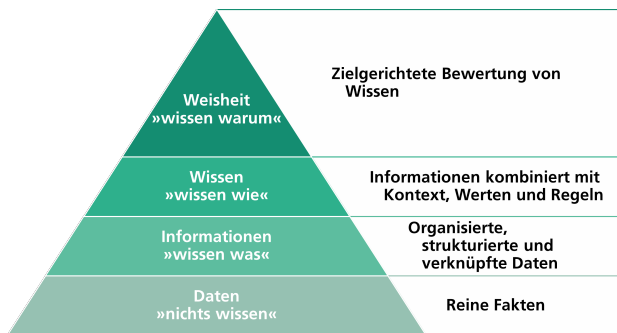 Weisheit
»wissen warum«
Zielgerichtete Bewertung von
Wissen
Wissen
»wissen wie«
Informationen kombiniert mit
Kontext, Werten und Regeln
Informationen
»wissen was«
Organisierte,
strukturierte und
verknüpfte Daten
Daten
»nichts wissen«
Reine Fakten